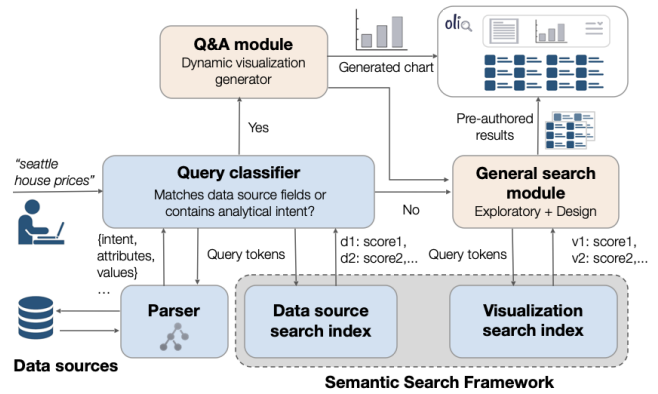 Q&A module
Dynamic visualization
generator
Generated chart
olio
Pre-authored
results
Yes
"seattle
house prices"
Query classifier
Matches data source fields or
contains analytical intent?
No
General search
module
Exploratory + Design
{intent,
attributes,
values}
...
Query tokens
d1: score1,
d2: score2,...
Query tokens
v1: score1,
v2: score2,...
Parser
Data source
search index
Visualization
search index
Data sources
Semantic Search Framework